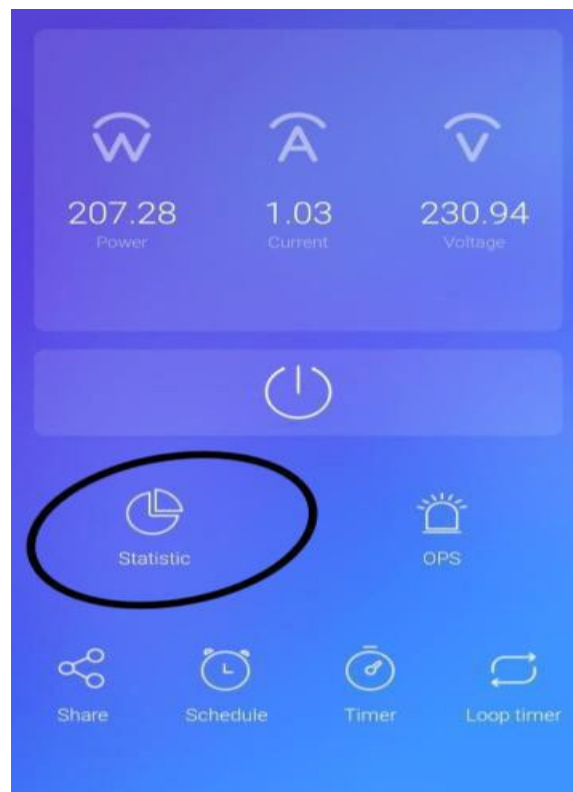 W A V
207.28 1.03 230.94
Power Current Voltage
Statistic OPS
Share Schedule Timer Loop timer